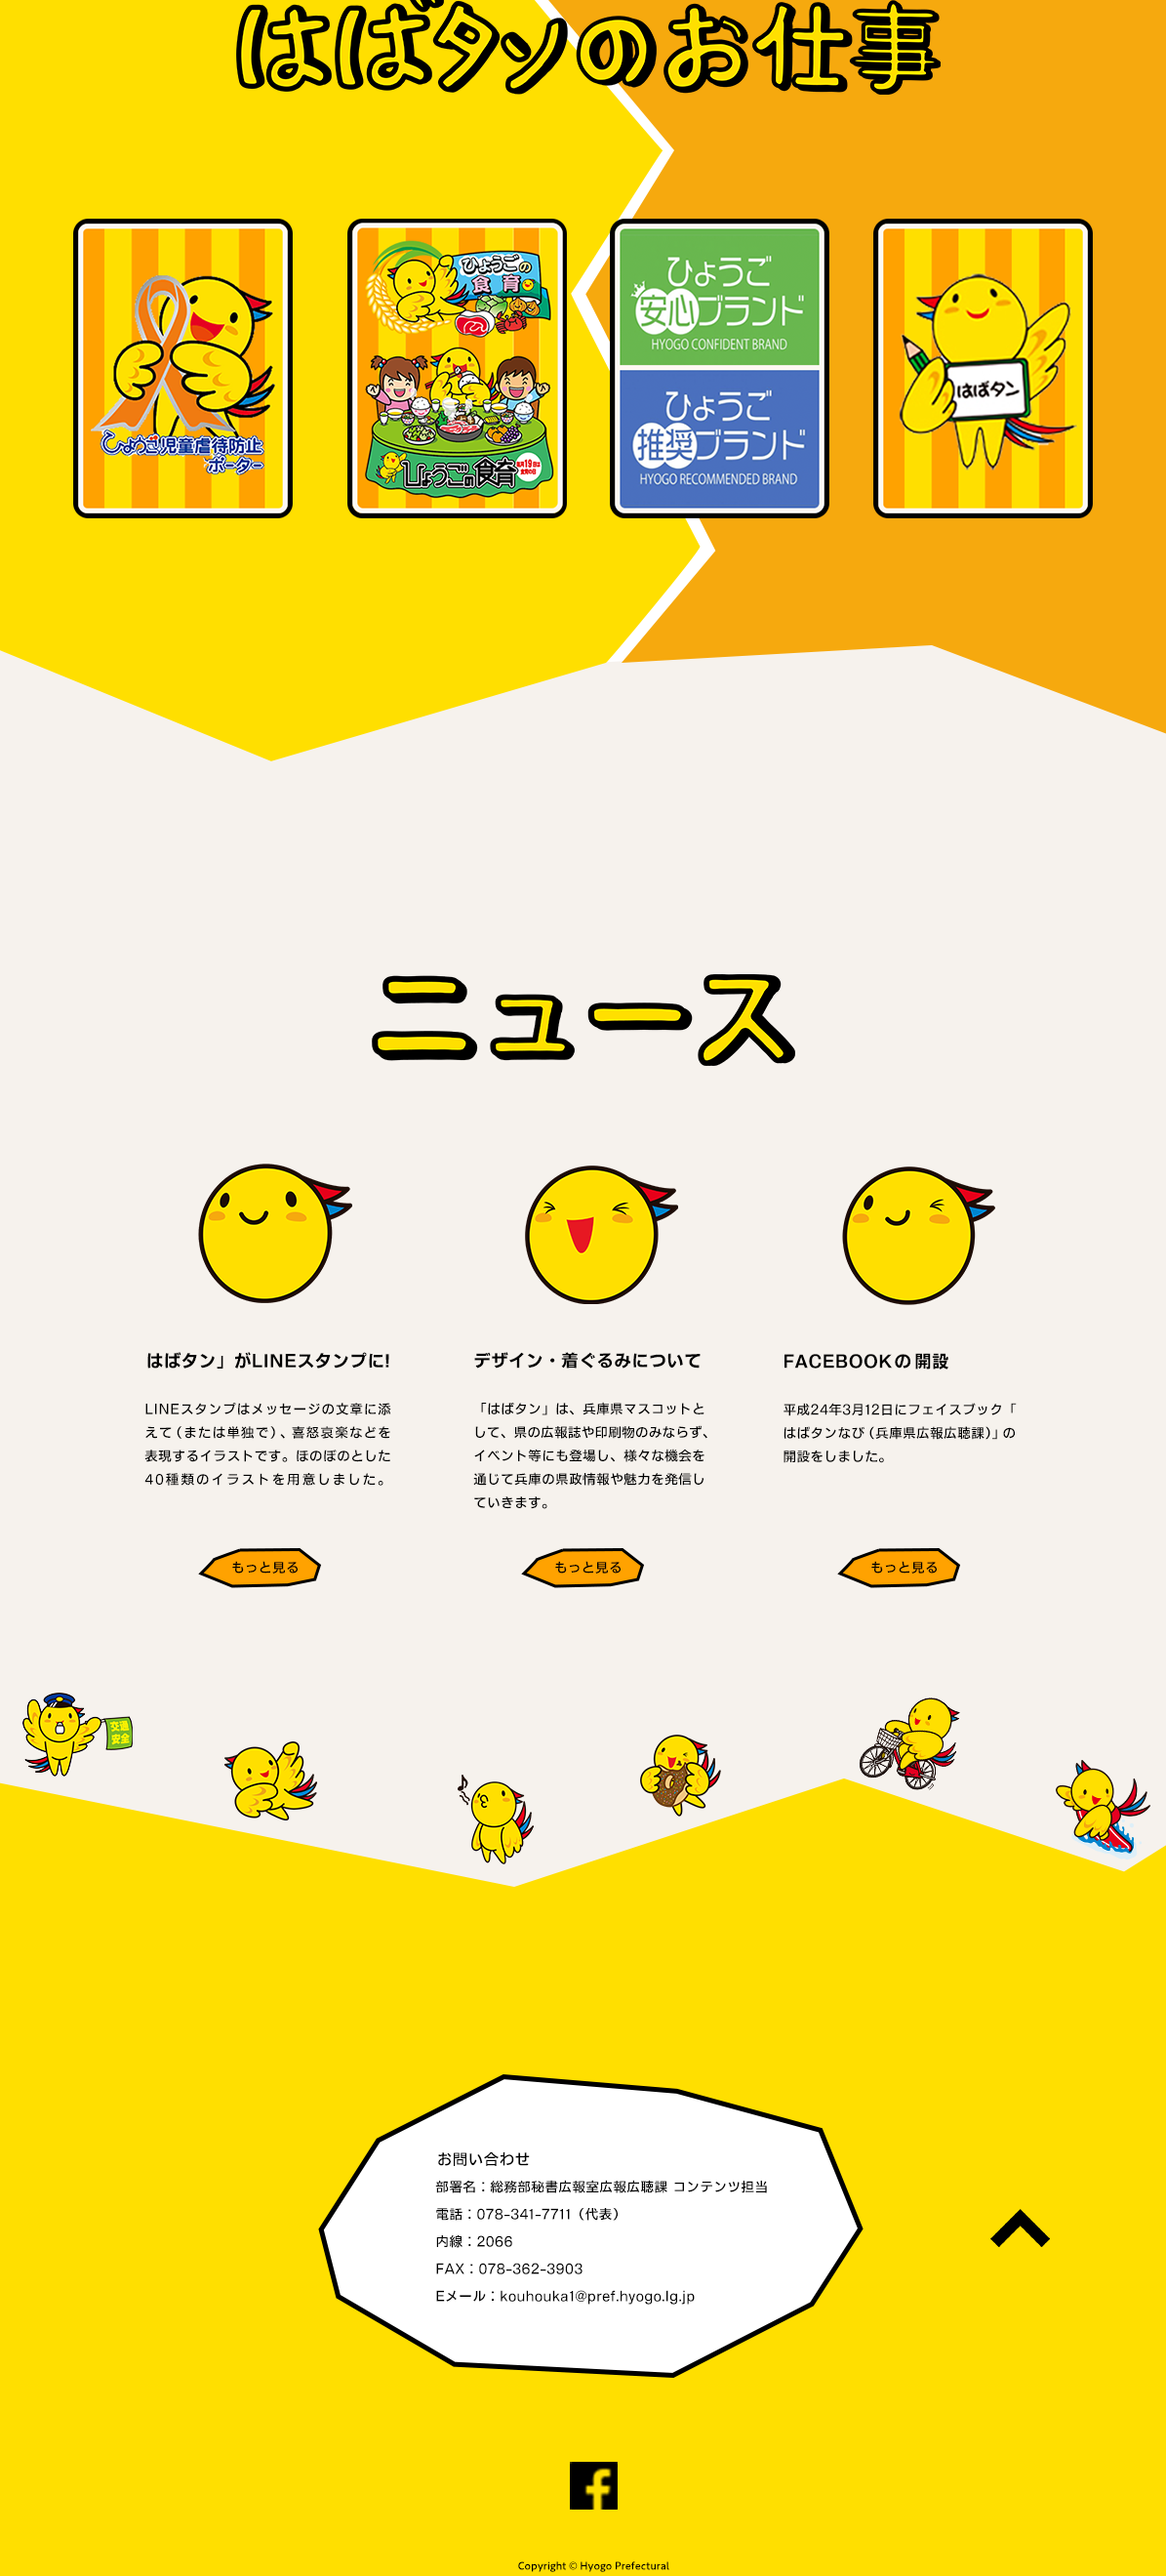 はばタンのお仕事
ひょうご児童虐待防止
ポーター
ひょうごの
食育
ひょうごの食育
ひょうご
安心ブランド
HYOGO CONFIDENT BRAND
ひょうご
推奨ブランド
HYOGO RECOMMENDED BRAND
はばタン
ニュース
はばタン」がLINEスタンプに!
LINEスタンプはメッセージの文章に添
えて(または単独で)、喜怒哀楽などを
表現するイラストです。ほのぼのとした
40種類のイラストを用意しました。
もっと見る
デザイン・着ぐるみについて
「はばタン」は、兵庫県マスコットと
して、県の広報誌や印刷物のみならず、
イベント等にも登場し、様々な機会を
通じて兵庫の県政情報や魅力を発信し
ていきます。
もっと見る
FACEBOOKの開設
平成24年3月12日にフェイスブック「
はばタンなび(兵庫県広報広聴課)」の
開設をしました。
もっと見る
交通
安全
お問い合わせ
部署名：総務部秘書広報室広報広聴課 コンテンツ担当
電話：078-341-7711（代表）
内線：2066
FAX：078-362-3903
Eメール：kouhouka1@pref.hyogo.lg.jp
Copyright © Hyogo Prefectural